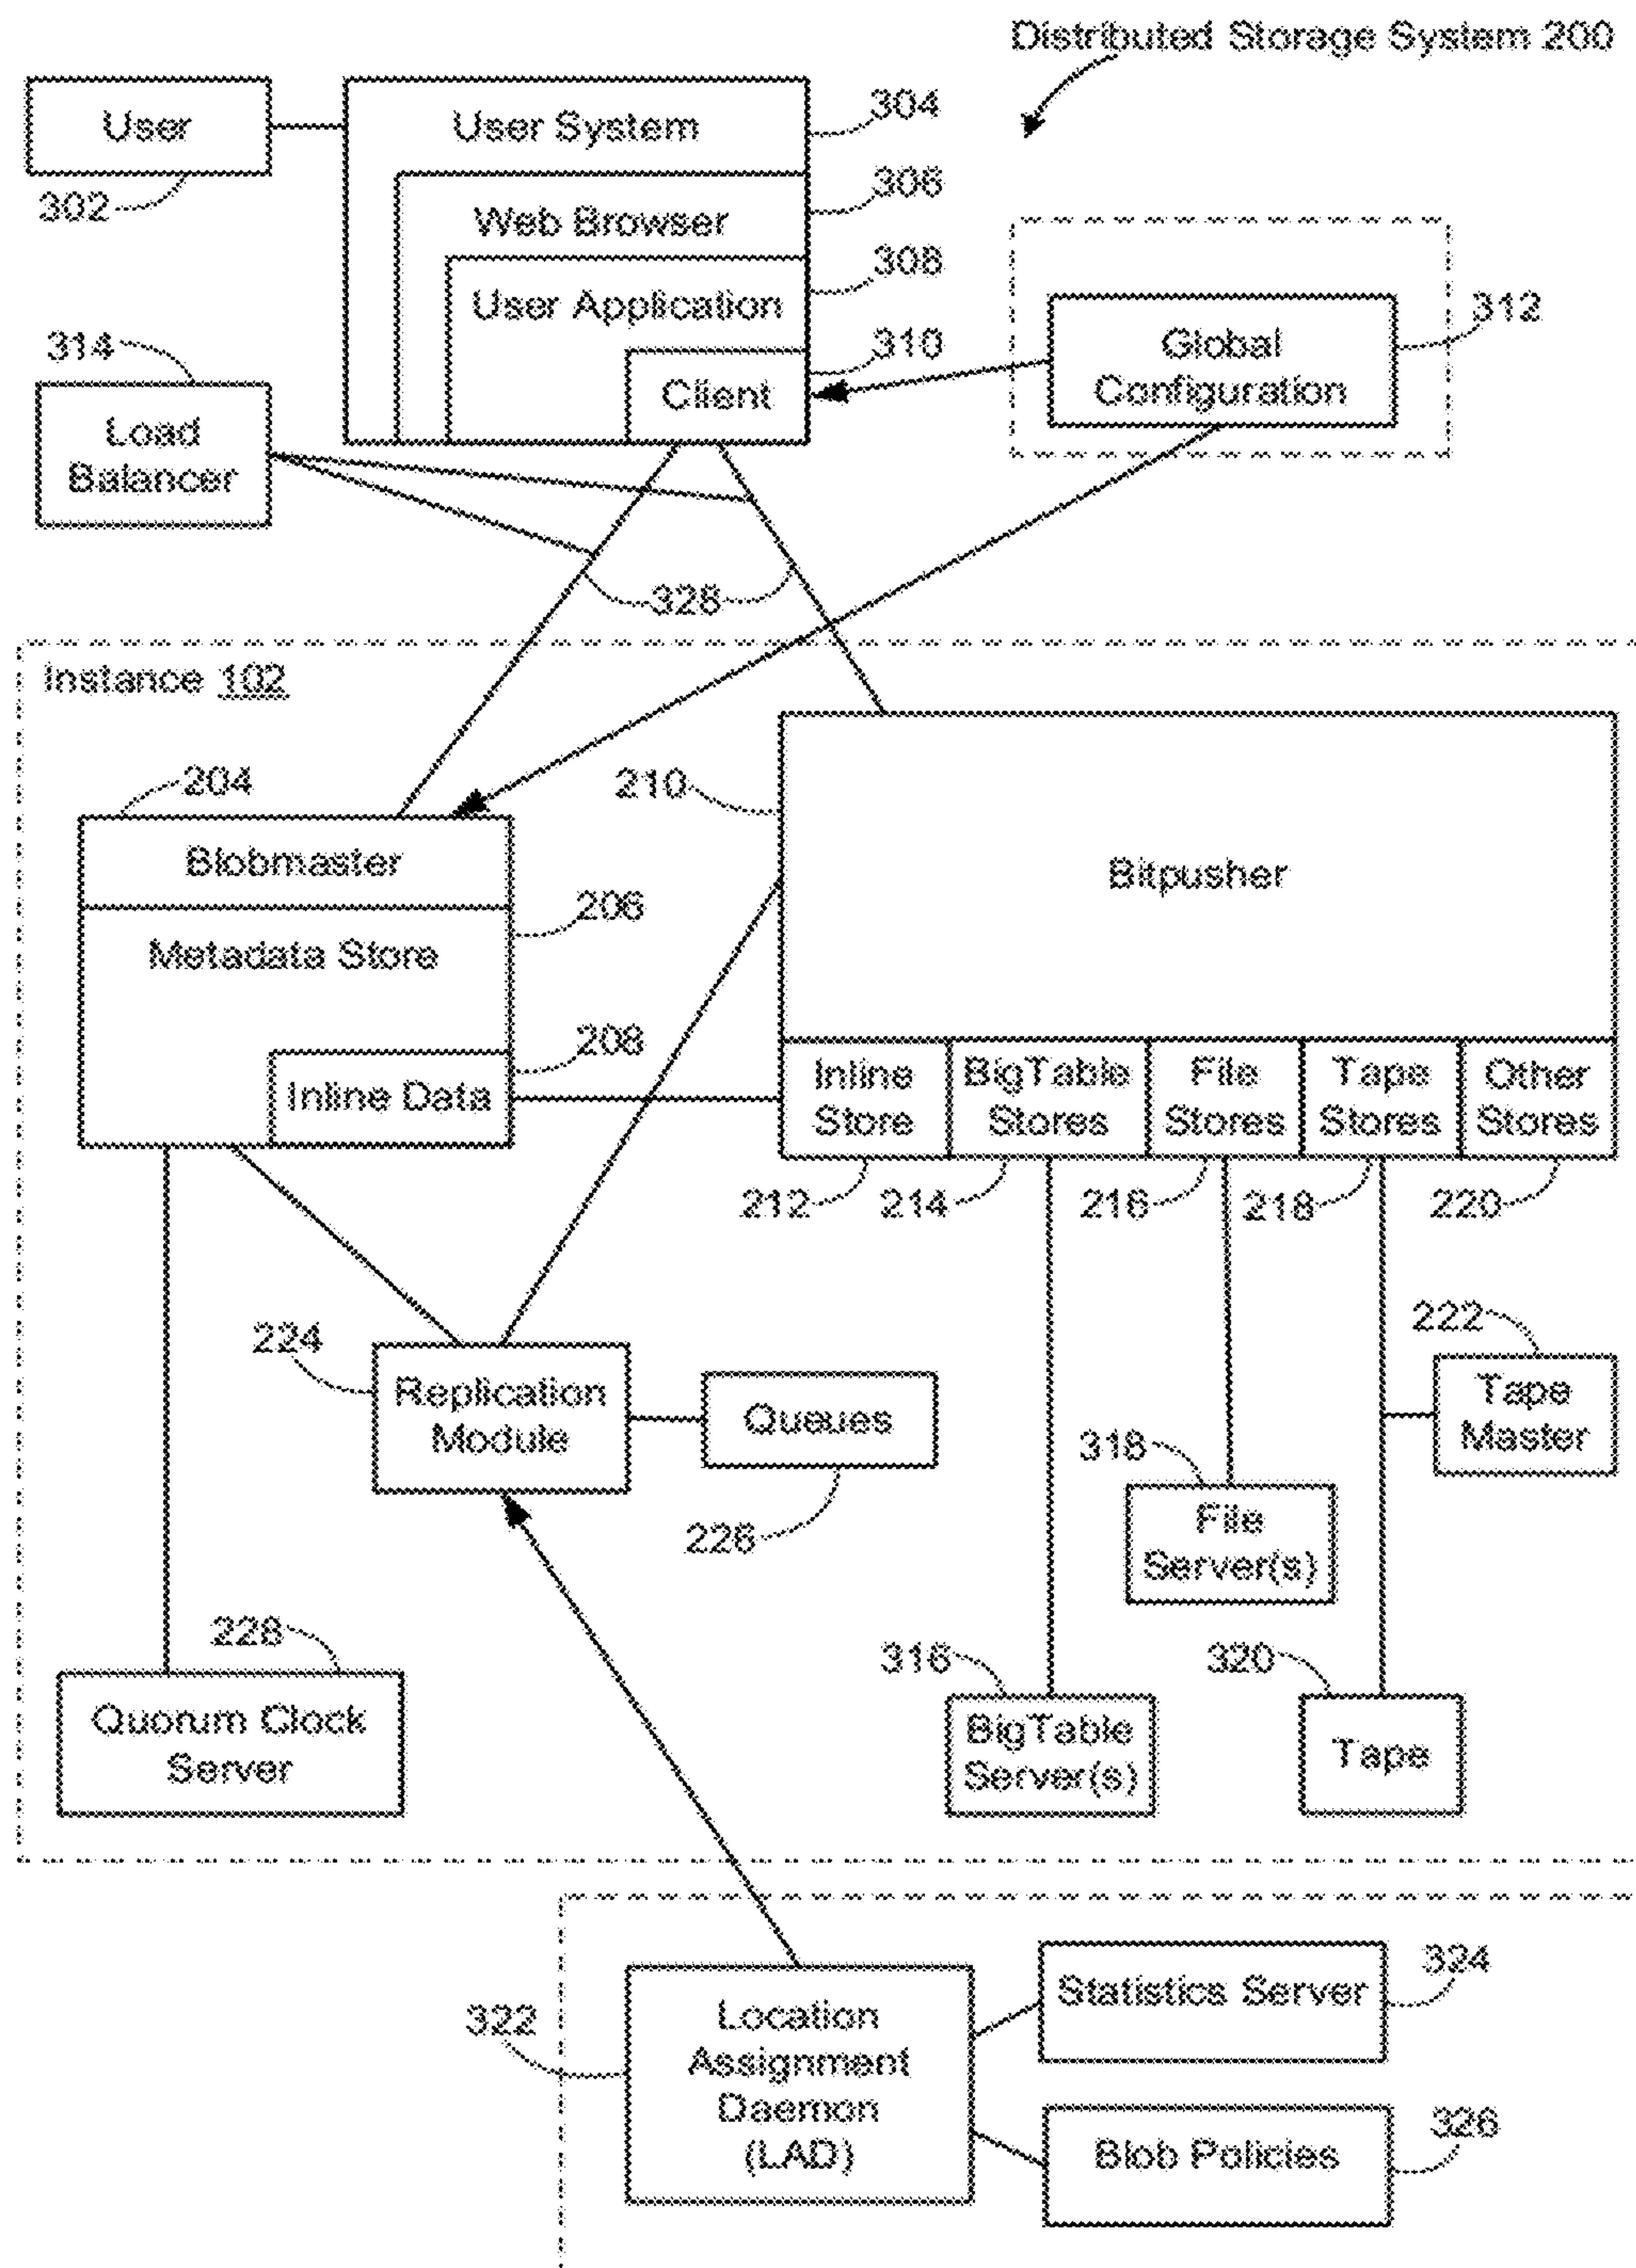 Distributed Storage System 200
User
302
User System
304
Web Browser
306
User Application
308
Client
310
Global
Configuration
312
314
Load
Balancer
328
Instance 102
204
Blobmaster
206
Metadata Store
208
Inline Data
210
Bitpusher
Inline
Store
BigTable
Stores
File
Stores
Tape
Stores
Other
Stores
212
214
216
218
220
224
Replication
Module
Queues
226
222
Tape
Master
318
File
Server(s)
228
Quorum Clock
Server
316
BigTable
Server(s)
320
Tape
322
Location
Assignment
Daemon
(LAD)
Statistics Server
324
Blob Policies
326